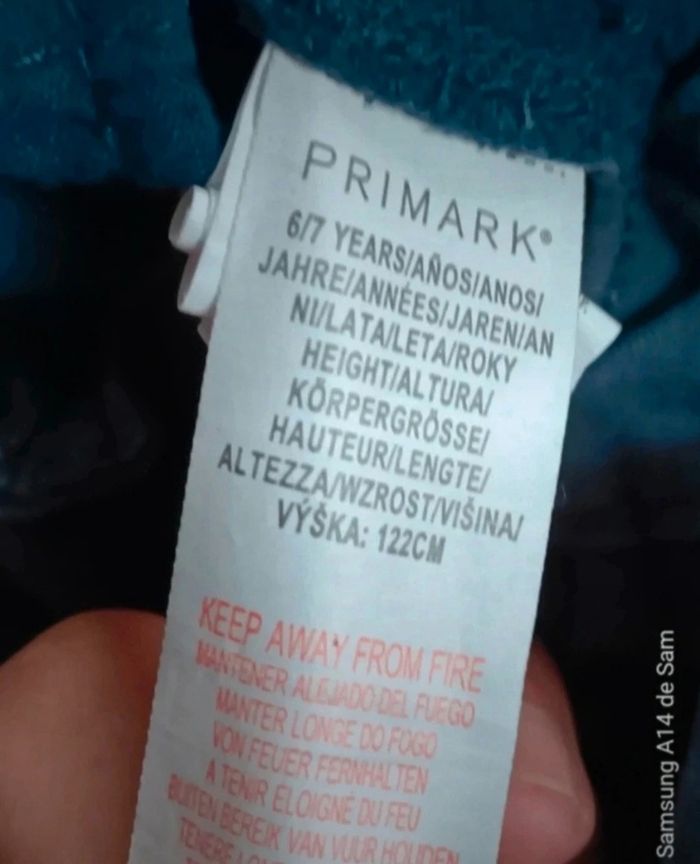 PRIMARK®
6/7 YEARS/AÑOS/ANOS/
JAHRE/ANNÉES/JAREN/AN
NI/LATA/LETA/ROKY
HEIGHT/ALTURA/
KÖRPERGRÖSSE/
HAUTEUR/LENGTE/
ALTEZZA/WZROST/VIŠINA/
VÝŠKA: 122CM
KEEP AWAY FROM FIRE
MANTENER ALEJADO DEL FUEGO
MANTER LONGE DO FOGO
VON FEUER FERNHALTEN
A TENIR ELOIGNÉ DU FEU
BUITEN BEREIK VAN VUUR HOUDEN
Samsung A14 de Sam